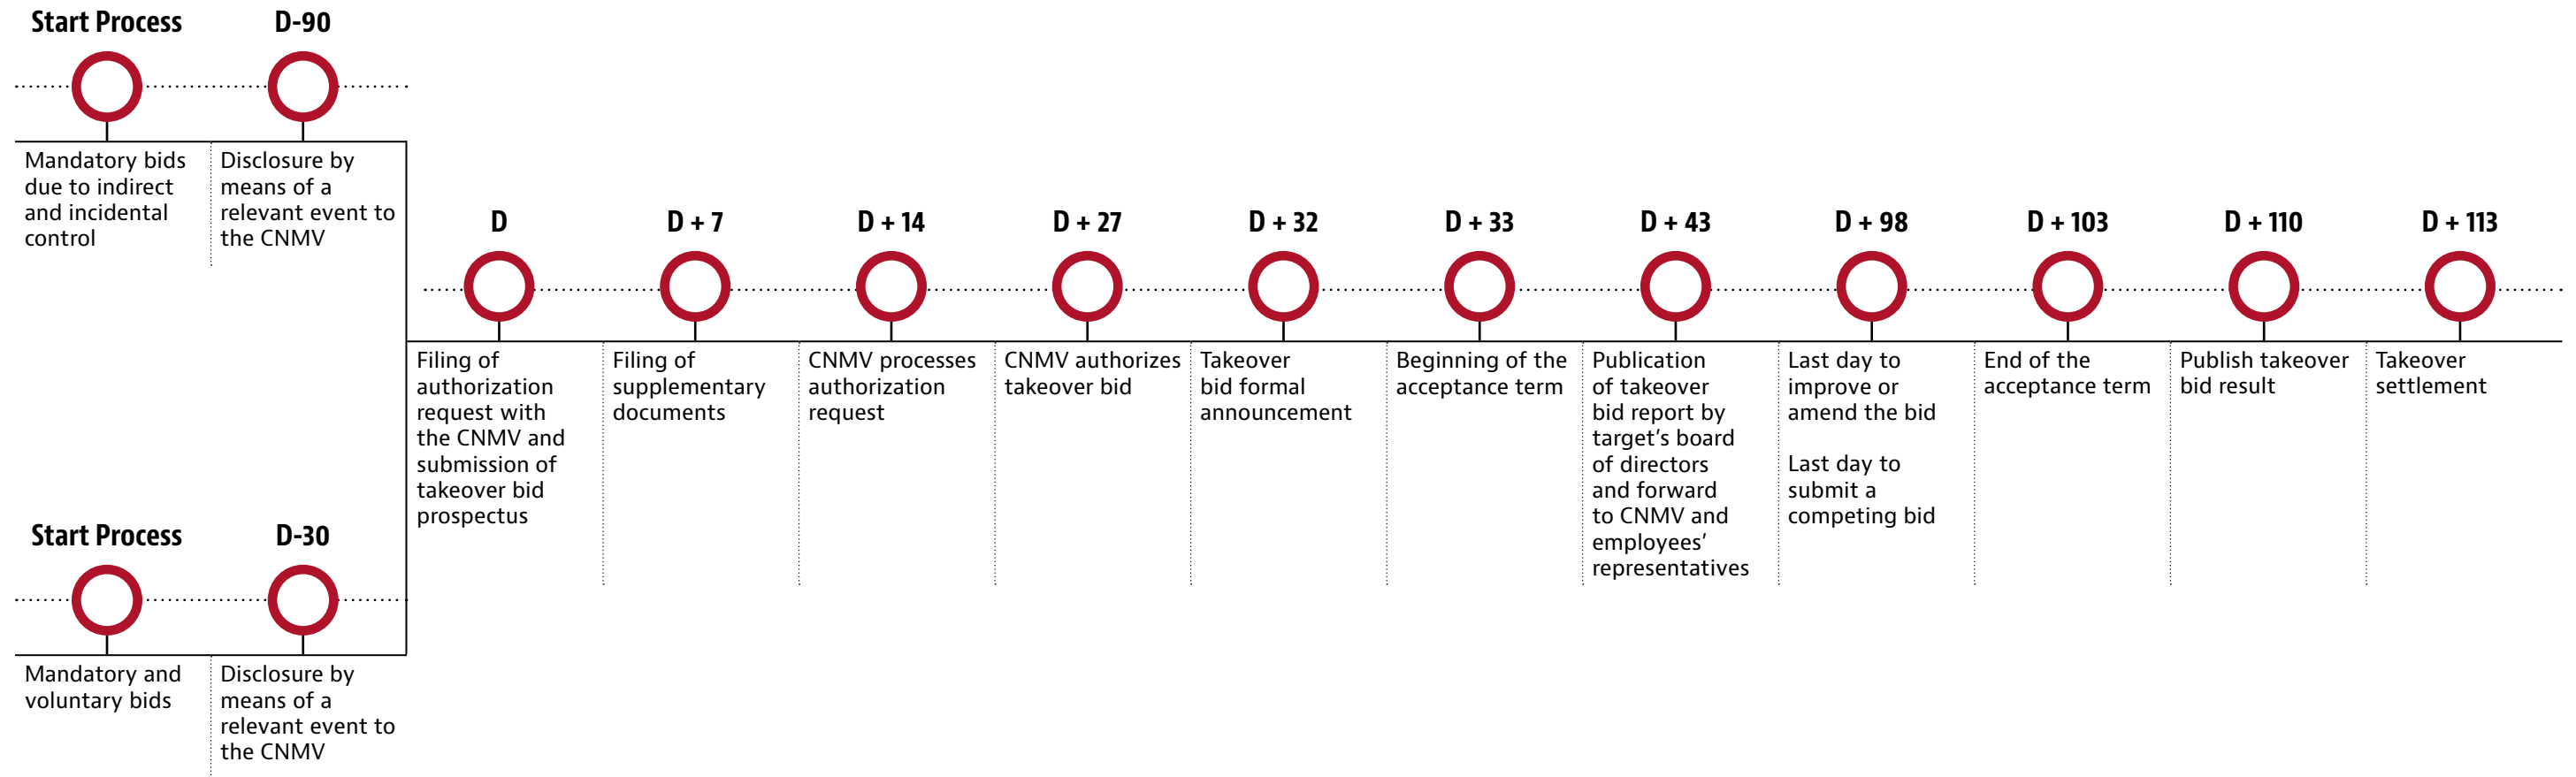 Start Process
D-90
Mandatory bids
due to indirect
and incidental
control
Disclosure by
means of a
relevant event to
the CNMV
Start Process
D-30
Mandatory and
voluntary bids
Disclosure by
means of a
relevant event to
the CNMV
D
Filing of
authorization
request with
the CNMV and
submission of
takeover bid
prospectus
D + 7
Filing of
supplementary
documents
D + 14
CNMV processes
authorization
request
D + 27
CNMV authorizes
takeover bid
D + 32
Takeover
bid formal
announcement
D + 33
Beginning of the
acceptance term
D + 43
Publication
of takeover
bid report by
target’s board
of directors
and forward
to CNMV and
employees’
representatives
D + 98
Last day to
improve or
amend the bid
Last day to
submit a
competing bid
D + 103
End of the
acceptance term
D + 110
Publish takeover
bid result
D + 113
Takeover
settlement